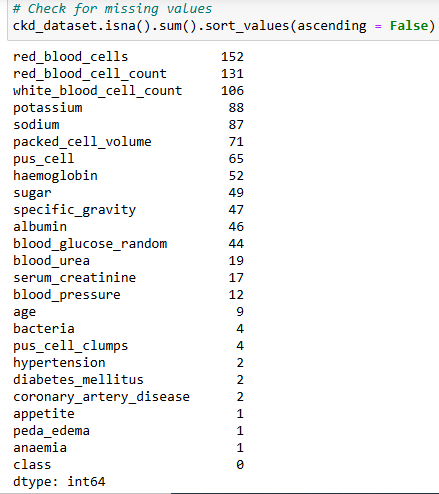 # Check for missing values
ckd_dataset.isna().sum().sort_values(ascending = False)
red_blood_cells 152
red_blood_cell_count 131
white_blood_cell_count 106
potassium 88
sodium 87
packed_cell_volume 71
pus_cell 65
haemoglobin 52
sugar 49
specific_gravity 47
albumin 46
blood_glucose_random 44
blood_urea 19
serum_creatinine 17
blood_pressure 12
age 9
bacteria 4
pus_cell_clumps 4
hypertension 2
diabetes_mellitus 2
coronary_artery_disease 2
appetite 1
peda_edema 1
anaemia 1
class 0
dtype: int64